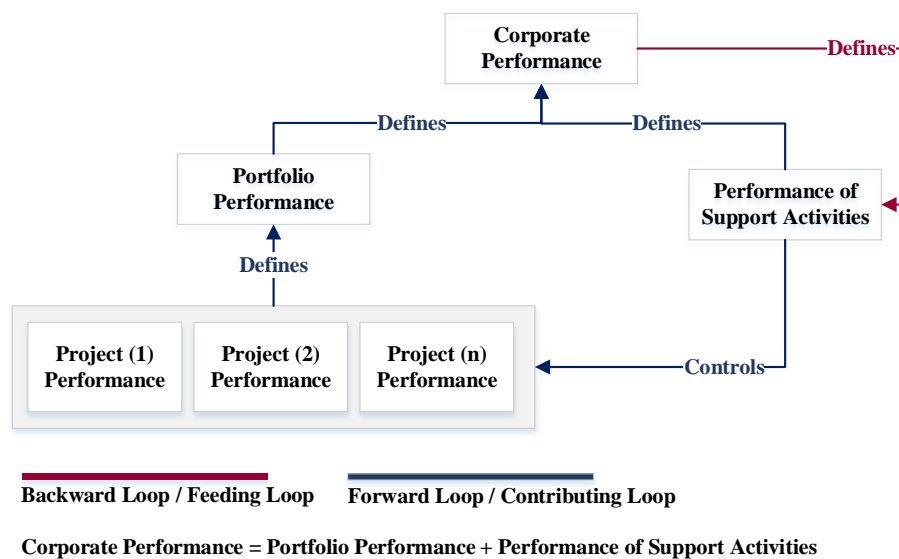 Corporate
Performance
Defines
Defines
Defines
Portfolio
Performance
Performance of
Support Activities
Defines
Project (1)
Performance
Project (2)
Performance
Project (n)
Performance
Controls
Backward Loop / Feeding Loop
Forward Loop / Contributing Loop
Corporate Performance = Portfolio Performance + Performance of Support Activities